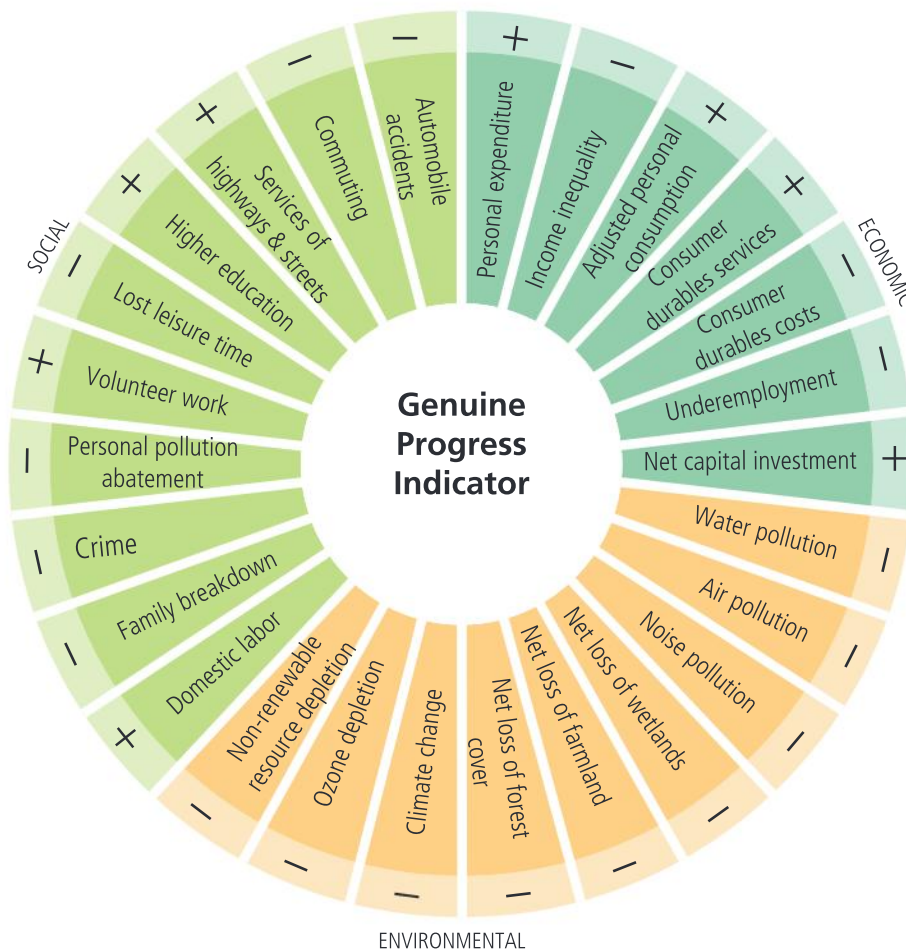 Genuine
Progress
Indicator
ECONOMIC
+
Personal expenditure
−
Income inequality
+
Adjusted personal
consumption
+
Consumer
durables services
−
Consumer
durables costs
−
Underemployment
+
Net capital investment
ENVIRONMENTAL
−
Water pollution
−
Air pollution
−
Noise pollution
−
Net loss of wetlands
−
Net loss of farmland
−
Net loss of forest
cover
−
Climate change
−
Ozone depletion
−
Non-renewable
resource depletion
SOCIAL
+
Domestic labor
−
Family breakdown
−
Crime
−
Personal pollution
abatement
+
Volunteer work
−
Lost leisure time
+
Higher education
+
Services of
highways & streets
−
Commuting
−
Automobile
accidents